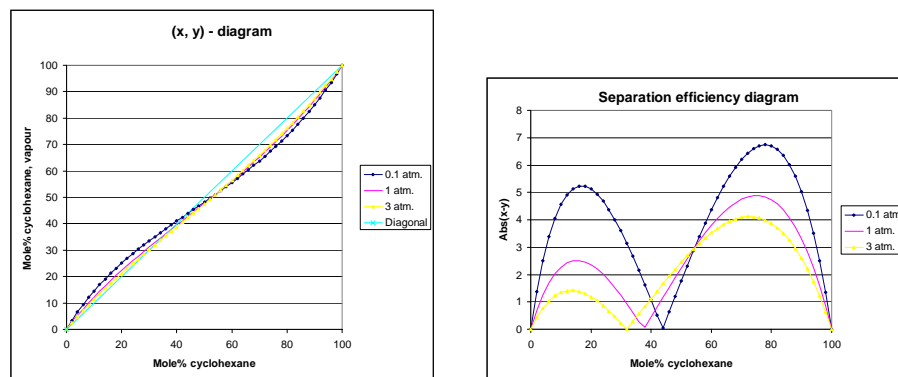 (x, y) - diagram
Mole% cyclohexane, vapour
100
90
80
70
60
50
40
30
20
10
0
0 20 40 60 80 100
Mole% cyclohexane
0.1 atm.
1 atm.
3 atm.
Diagonal
Separation efficiency diagram
Abs(x-y)
8
7
6
5
4
3
2
1
0
0 20 40 60 80 100
Mole% cyclohexane
0.1 atm.
1 atm.
3 atm.